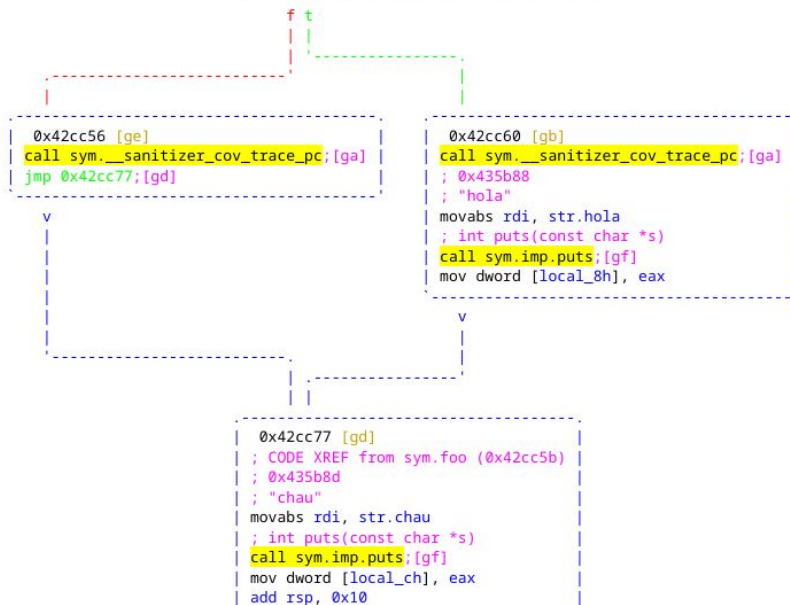 f t
0x42cc56 [ge]
call sym.__sanitizer_cov_trace_pc;[ga]
jmp 0x42cc77;[gd]
0x42cc60 [gb]
call sym.__sanitizer_cov_trace_pc;[ga]
; 0x435b88
; "hola"
movabs rdi, str.hola
; int puts(const char *s)
call sym.imp.puts;[gf]
mov dword [local_8h], eax
v
v
0x42cc77 [gd]
; CODE XREF from sym.foo (0x42cc5b)
; 0x435b8d
; "chau"
movabs rdi, str.chau
; int puts(const char *s)
call sym.imp.puts;[gf]
mov dword [local_ch], eax
add rsp, 0x10